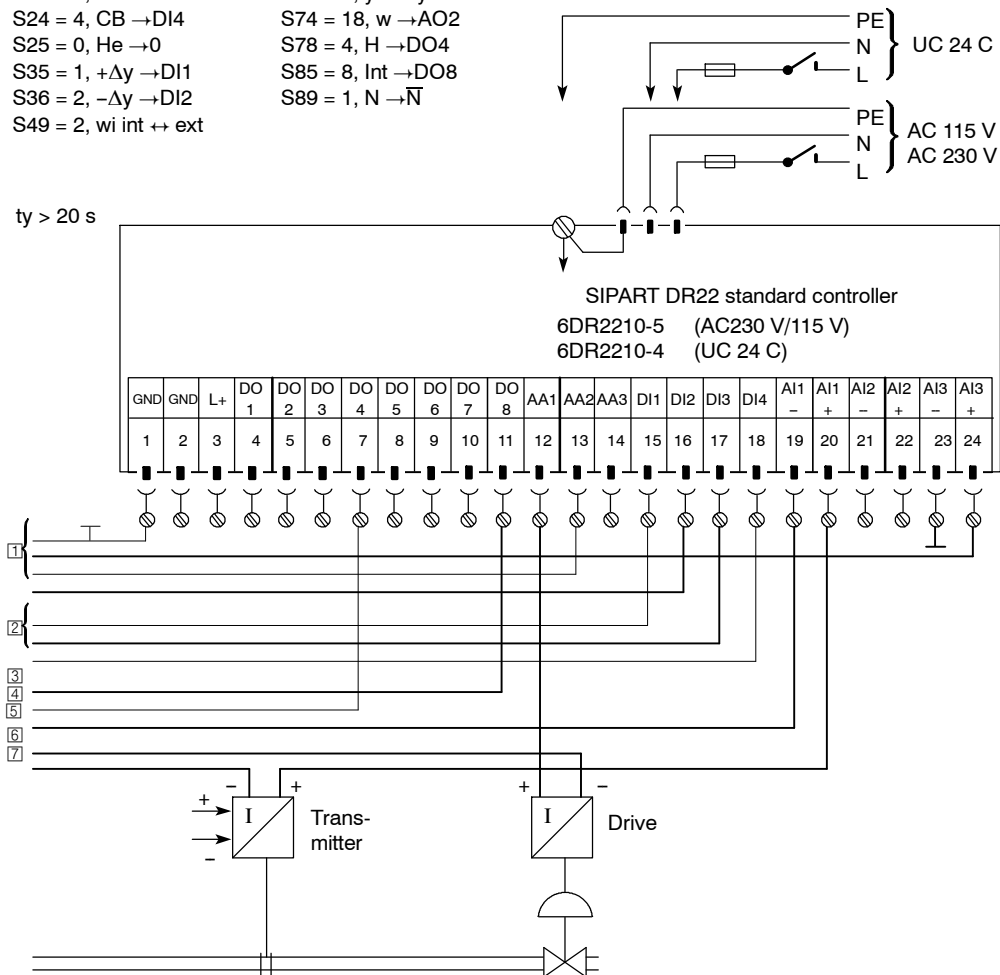 S24 = 4, CB →DI4
S25 = 0, He →0
S35 = 1, +Δy →DI1
S36 = 2, −Δy →DI2
S49 = 2, wi int ↔ ext
S74 = 18, w →AO2
S78 = 4, H →DO4
S85 = 8, Int →DO8
S89 = 1, N →N̅
PE
N
L
UC 24 C
PE
N
L
AC 115 V
AC 230 V
ty > 20 s
SIPART DR22 standard controller
6DR2210-5 (AC230 V/115 V)
6DR2210-4 (UC 24 C)
GND GND L+ DO 1 DO 2 DO 3 DO 4 DO 5 DO 6 DO 7 DO 8 AA1 AA2 AA3 DI1 DI2 DI3 DI4 AI1 − AI1 + AI2 − AI2 + AI3 − AI3 +
1 2 3 4 5 6 7 8 9 10 11 12 13 14 15 16 17 18 19 20 21 22 23 24
1
2
3
4
5
6
7
− + + −
+
I
Trans-
mitter
−
I
Drive